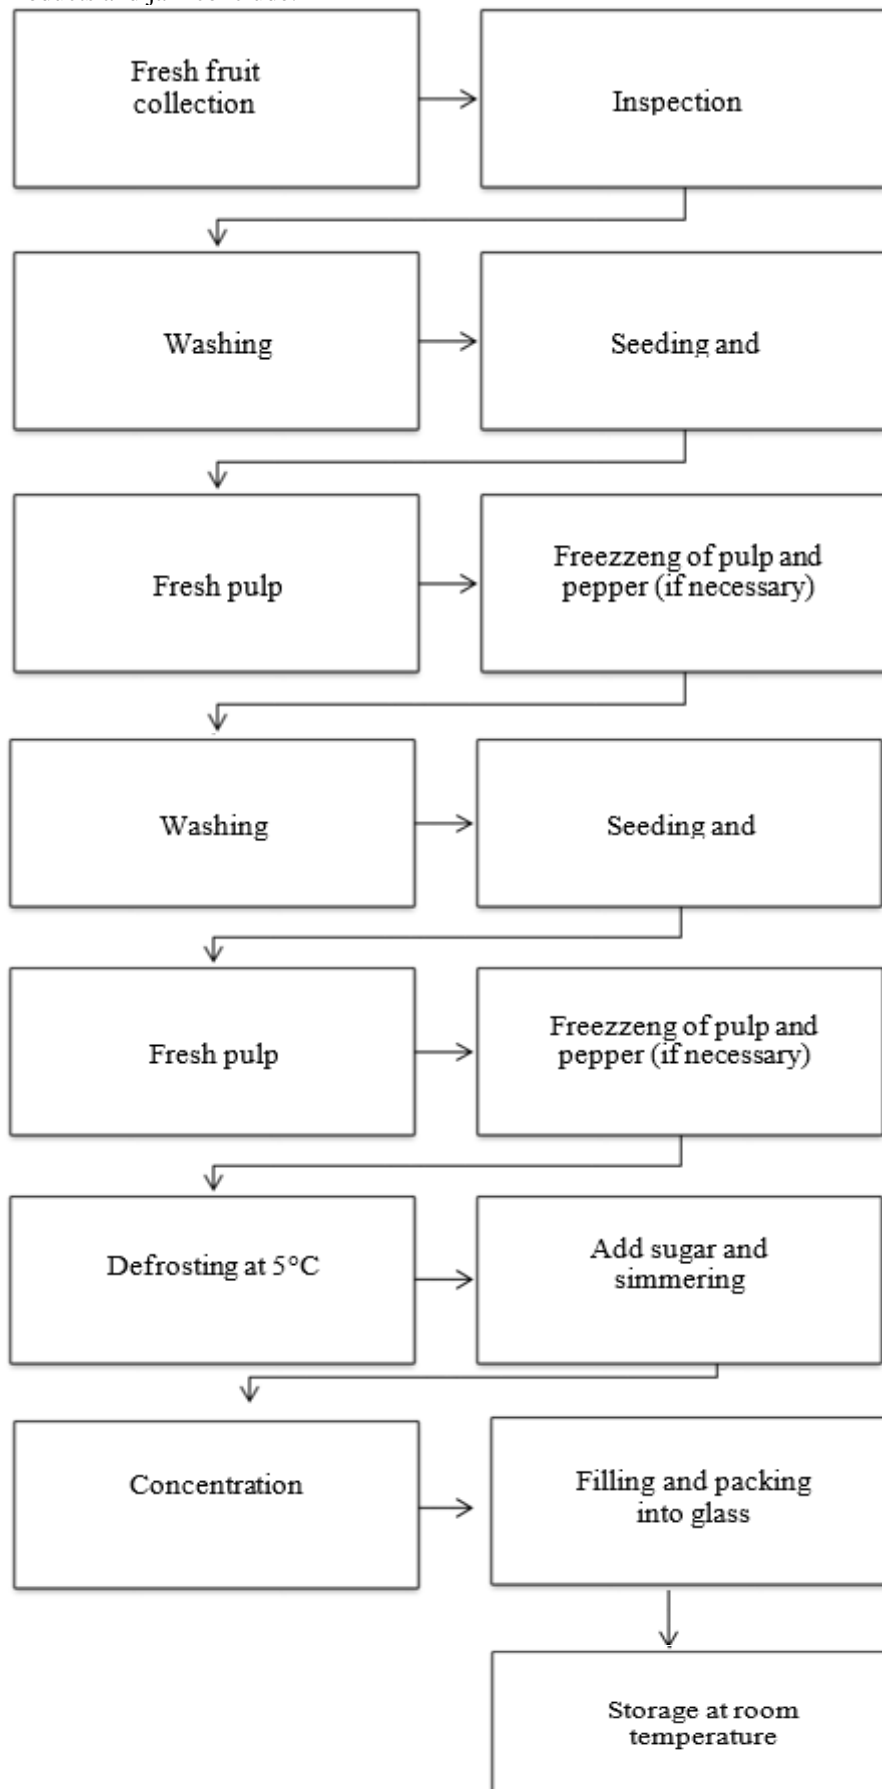 Fresh fruit
collection
Inspection
Washing
Seeding and
Fresh pulp
Freezzeng of pulp and
pepper (if necessary)
Washing
Seeding and
Fresh pulp
Freezzeng of pulp and
pepper (if necessary)
Defrosting at 5°C
Add sugar and
simmering
Concentration
Filling and packing
into glass
Storage at room
temperature